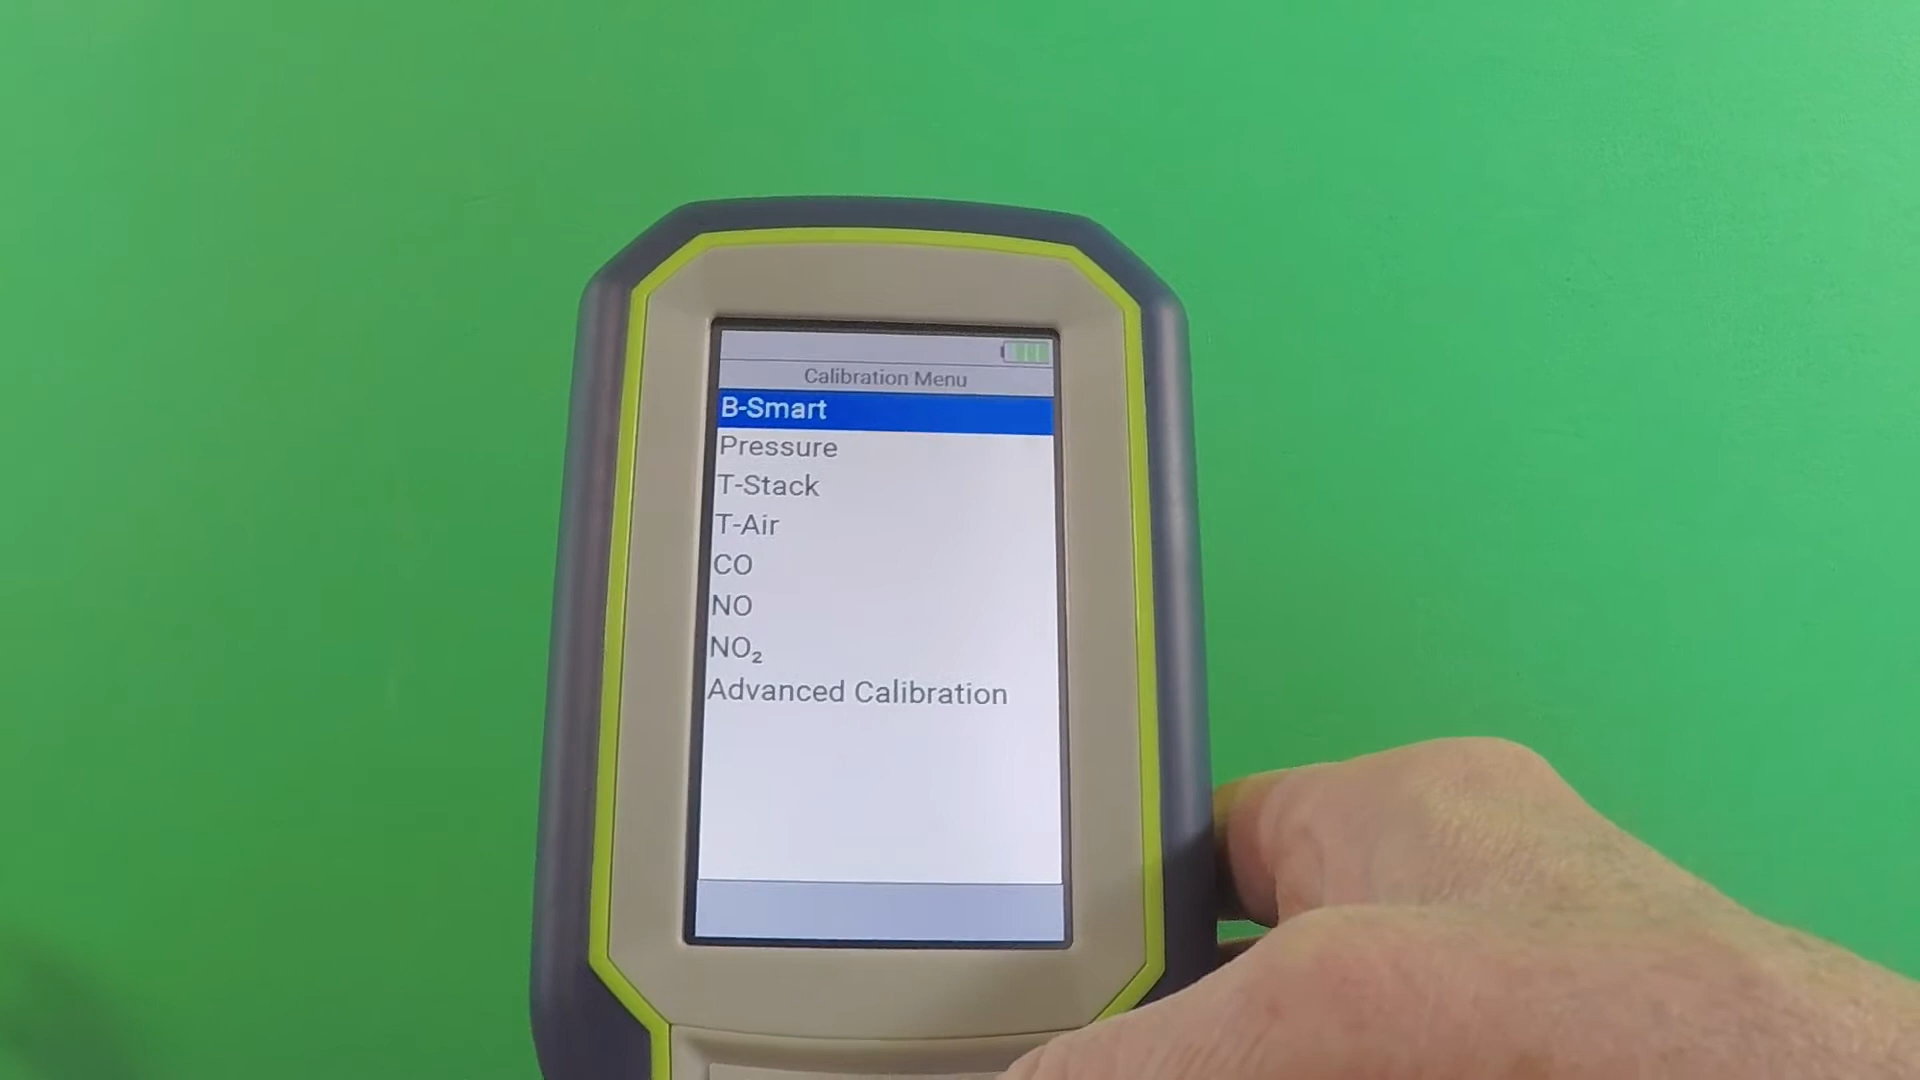 Calibration Menu
B-Smart
Pressure
T-Stack
T-Air
CO
NO
NO₂
Advanced Calibration